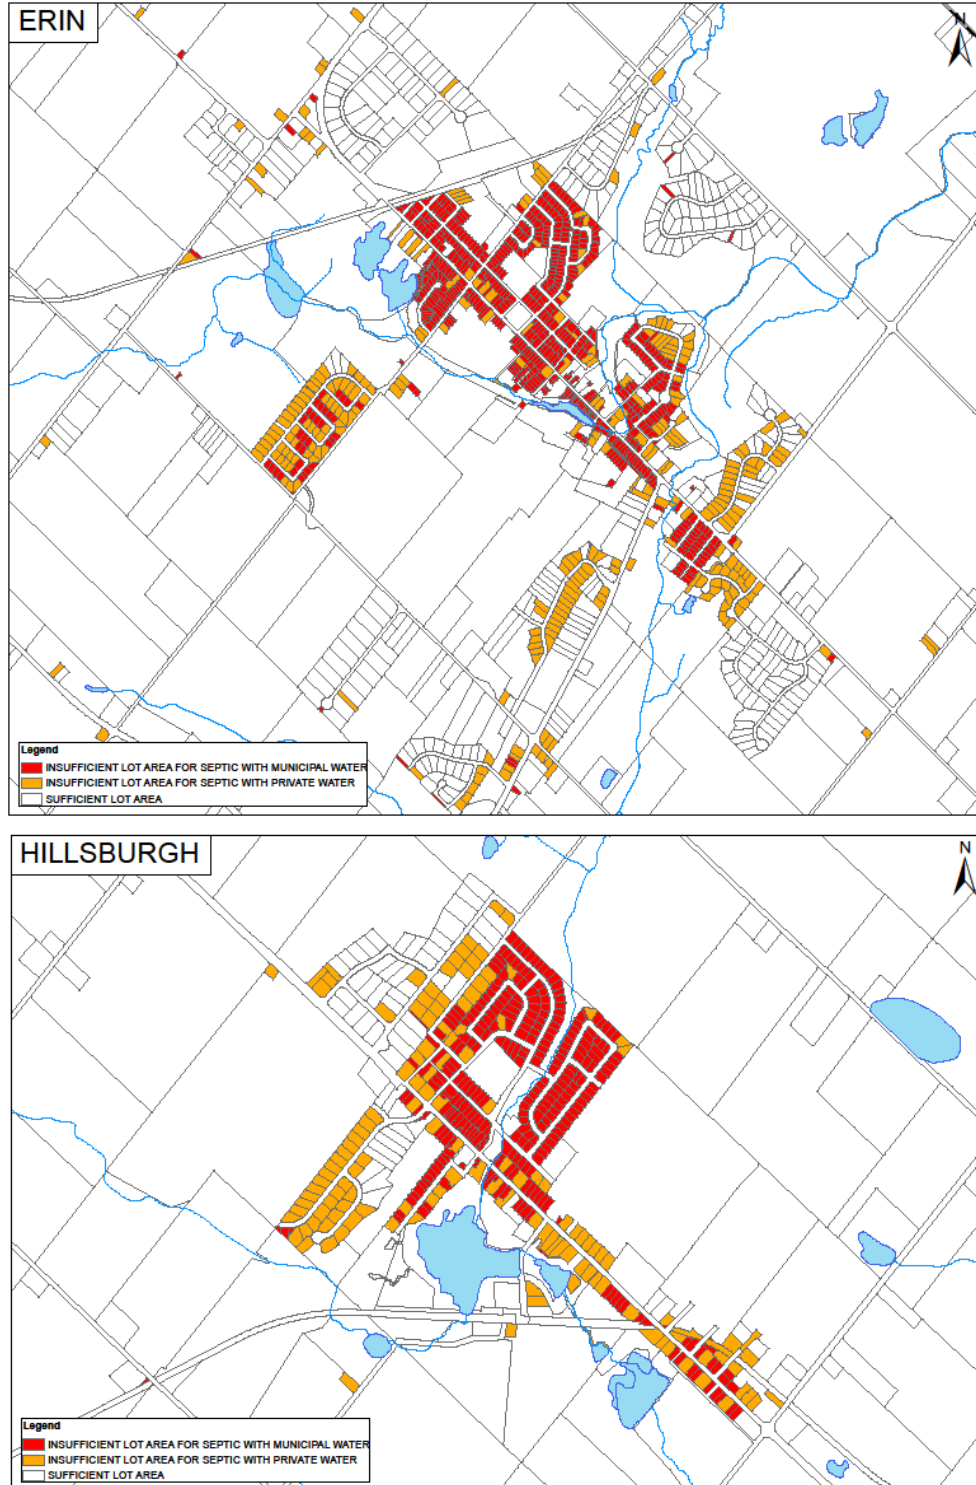 ERIN
N
Legend
INSUFFICIENT LOT AREA FOR SEPTIC WITH MUNICIPAL WATER
INSUFFICIENT LOT AREA FOR SEPTIC WITH PRIVATE WATER
SUFFICIENT LOT AREA
HILLSBURGH
N
Legend
INSUFFICIENT LOT AREA FOR SEPTIC WITH MUNICIPAL WATER
INSUFFICIENT LOT AREA FOR SEPTIC WITH PRIVATE WATER
SUFFICIENT LOT AREA